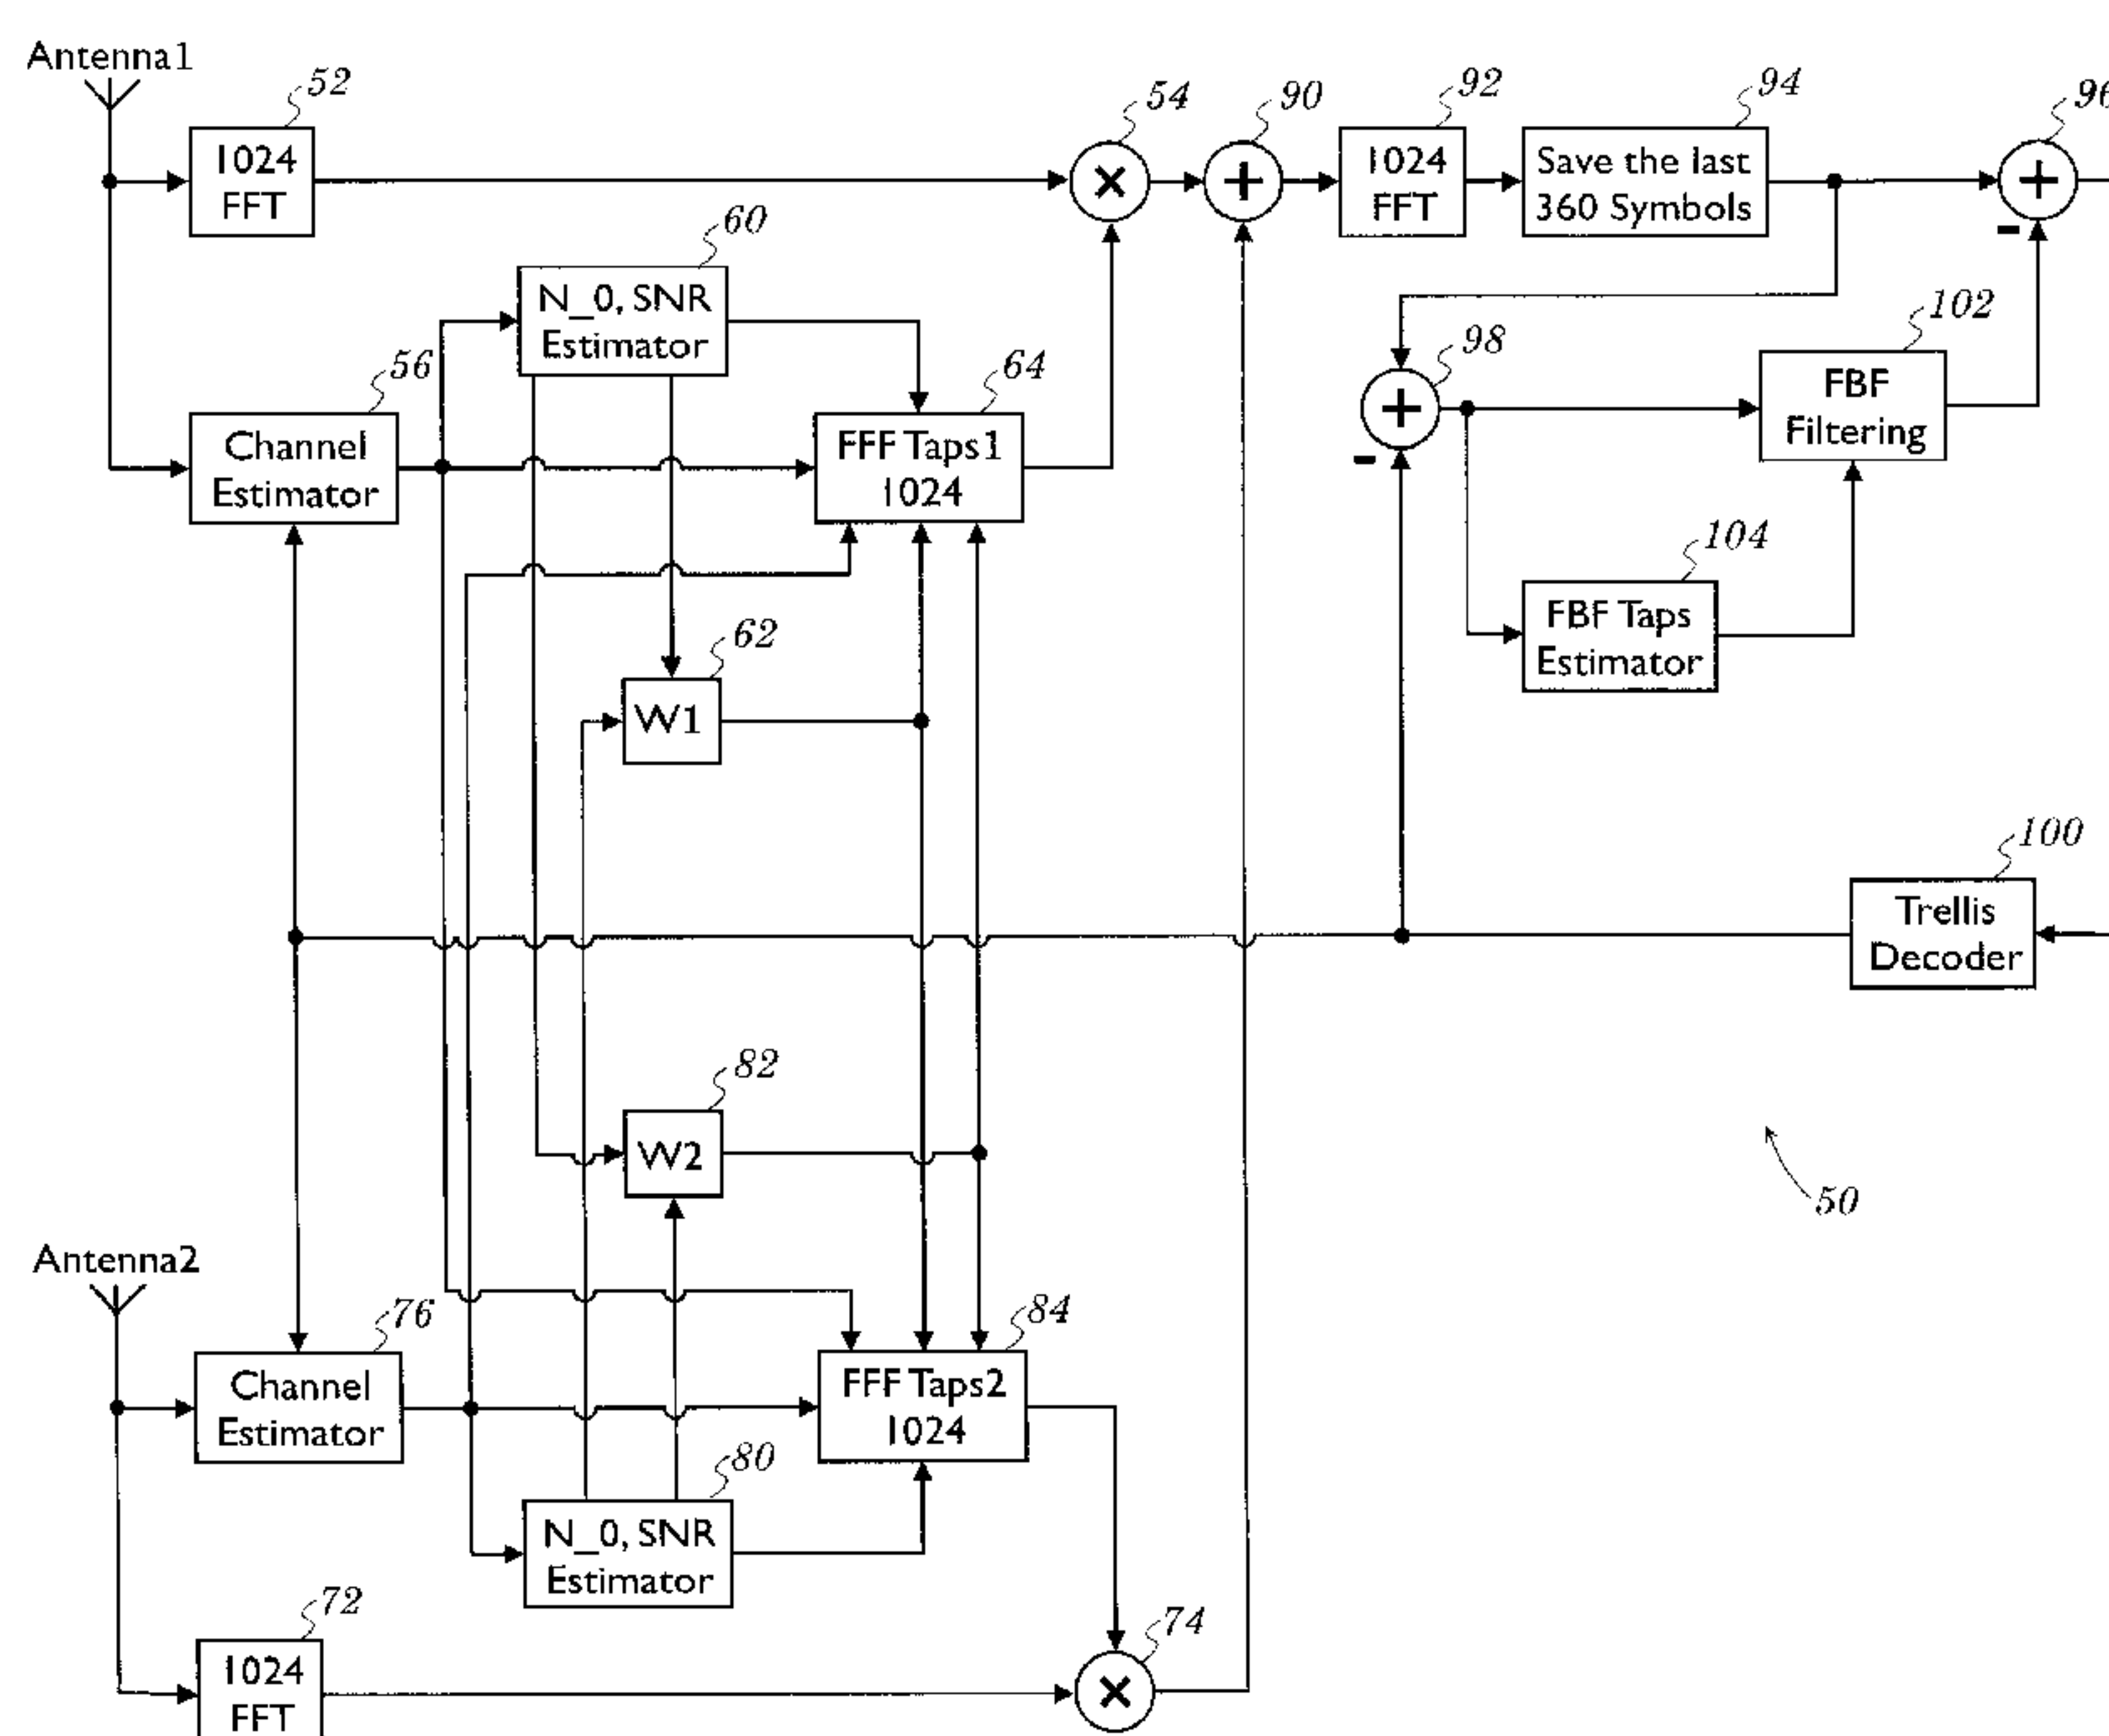 Antenna1
52
1024
FFT
54
90
92
1024
FFT
94
Save the last
360 Symbols
96
60
N_0, SNR
Estimator
56
Channel
Estimator
64
FFF Taps1
1024
98
102
FBF
Filtering
104
FBF Taps
Estimator
62
W1
100
Trellis
Decoder
82
W2
50
Antenna2
76
Channel
Estimator
84
FFF Taps2
1024
80
N_0, SNR
Estimator
72
1024
FFT
74